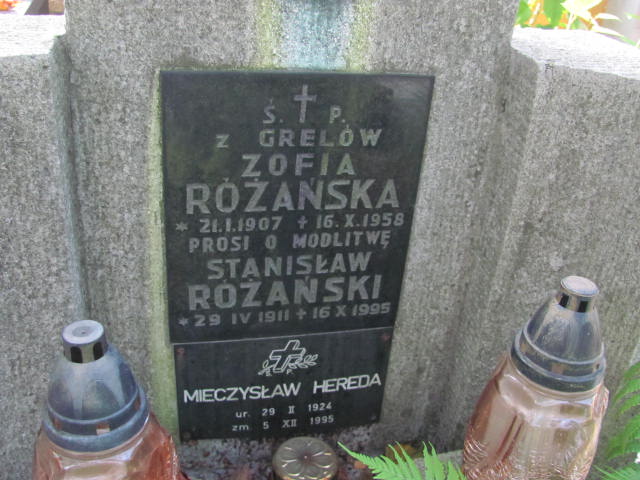 Ś. P.
z GRELÓW
ZOFIA
RÓŻAŃSKA
* 21.I.1907 + 16.X.1958
PROSI O MODLITWĘ
STANISŁAW
RÓŻAŃSKI
* 29 IV 1911 + 16 X 1995
Ś. P.
MIECZYSŁAW HEREDA
ur. 29 II 1924
zm. 5 XII 1995